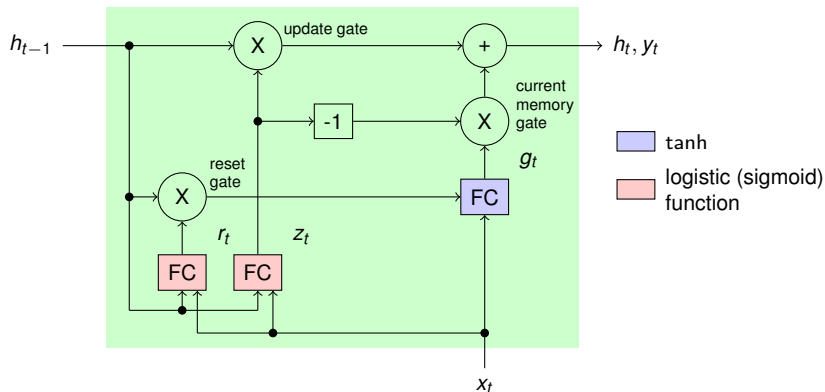 h_{t−1}
X
update gate
+
h_t, y_t
-1
X
current
memory
gate
g_t
tanh
logistic (sigmoid)
function
X
reset
gate
FC
r_t
z_t
FC
FC
x_t